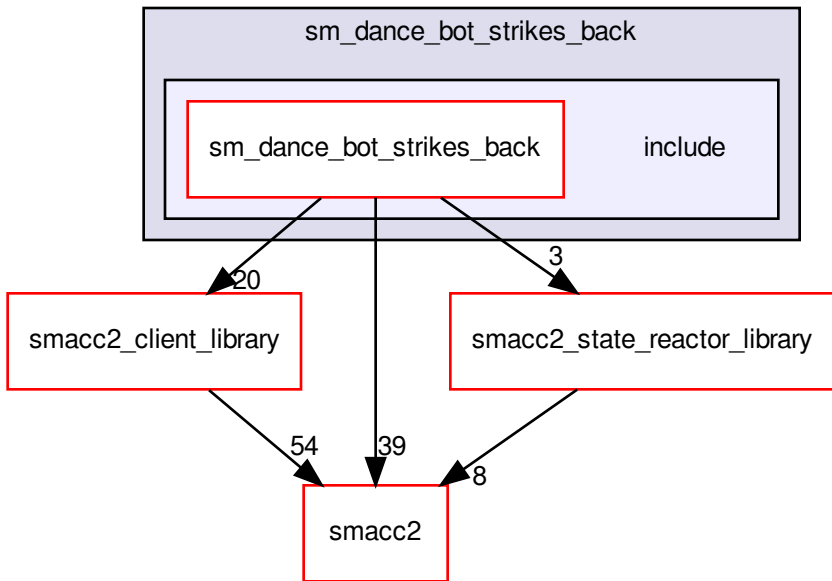 sm_dance_bot_strikes_back
sm_dance_bot_strikes_back
include
20
3
smacc2_client_library
smacc2_state_reactor_library
54
39
8
smacc2